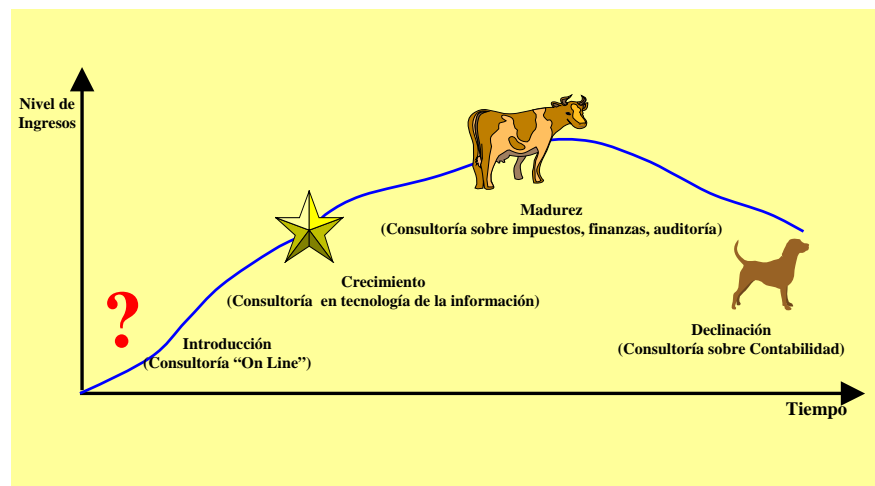 Nivel de
Ingresos
Madurez
(Consultoría sobre impuestos, finanzas, auditoría)
Crecimiento
(Consultoría en tecnología de la información)
?
Introducción
(Consultoría “On Line”)
Declinación
(Consultoría sobre Contabilidad)
Tiempo